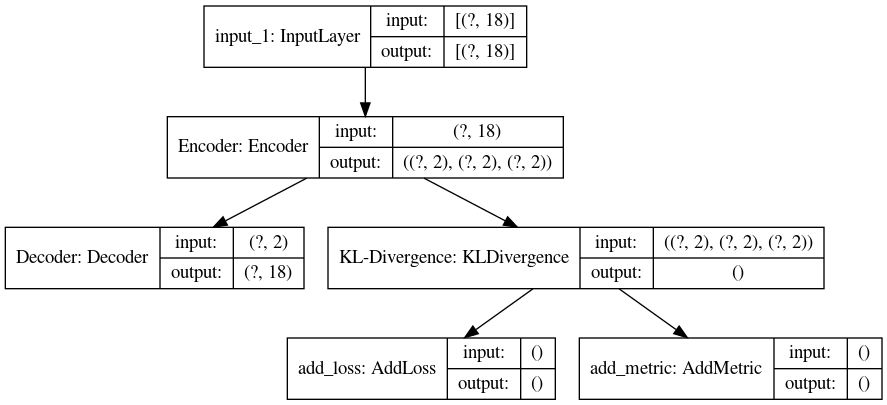 input_1: InputLayer
input: [(?, 18)]
output: [(?, 18)]
Encoder: Encoder
input: (?, 18)
output: ((?, 2), (?, 2), (?, 2))
Decoder: Decoder
input: (?, 2)
output: (?, 18)
KL-Divergence: KLDivergence
input: ((?, 2), (?, 2), (?, 2))
output: ()
add_loss: AddLoss
input: ()
output: ()
add_metric: AddMetric
input: ()
output: ()